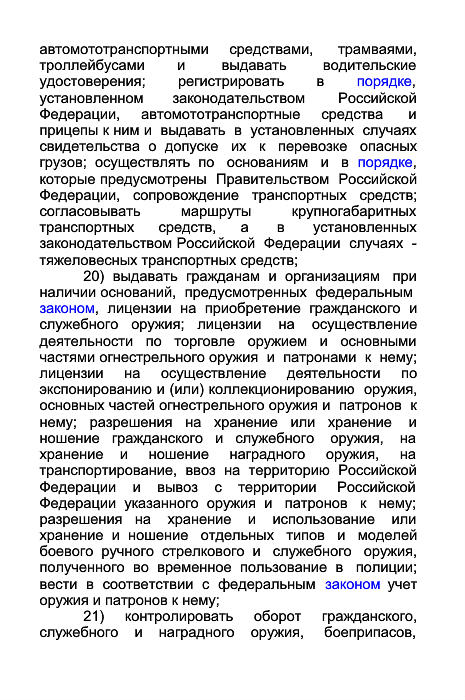 автомототранспортными средствами, трамваями,
троллейбусами и выдавать водительские
удостоверения; регистрировать в порядке,
установленном законодательством Российской
Федерации, автомототранспортные средства и
прицепы к ним и выдавать в установленных случаях
свидетельства о допуске их к перевозке опасных
грузов; осуществлять по основаниям и в порядке,
которые предусмотрены Правительством Российской
Федерации, сопровождение транспортных средств;
согласовывать маршруты крупногабаритных
транспортных средств, а в установленных
законодательством Российской Федерации случаях -
тяжеловесных транспортных средств;
20) выдавать гражданам и организациям при
наличии оснований, предусмотренных федеральным
законом, лицензии на приобретение гражданского и
служебного оружия; лицензии на осуществление
деятельности по торговле оружием и основными
частями огнестрельного оружия и патронами к нему;
лицензии на осуществление деятельности по
экспонированию и (или) коллекционированию оружия,
основных частей огнестрельного оружия и патронов к
нему; разрешения на хранение или хранение и
ношение гражданского и служебного оружия, на
хранение и ношение наградного оружия, на
транспортирование, ввоз на территорию Российской
Федерации и вывоз с территории Российской
Федерации указанного оружия и патронов к нему;
разрешения на хранение и использование или
хранение и ношение отдельных типов и моделей
боевого ручного стрелкового и служебного оружия,
полученного во временное пользование в полиции;
вести в соответствии с федеральным законом учет
оружия и патронов к нему;
21) контролировать оборот гражданского,
служебного и наградного оружия, боеприпасов,